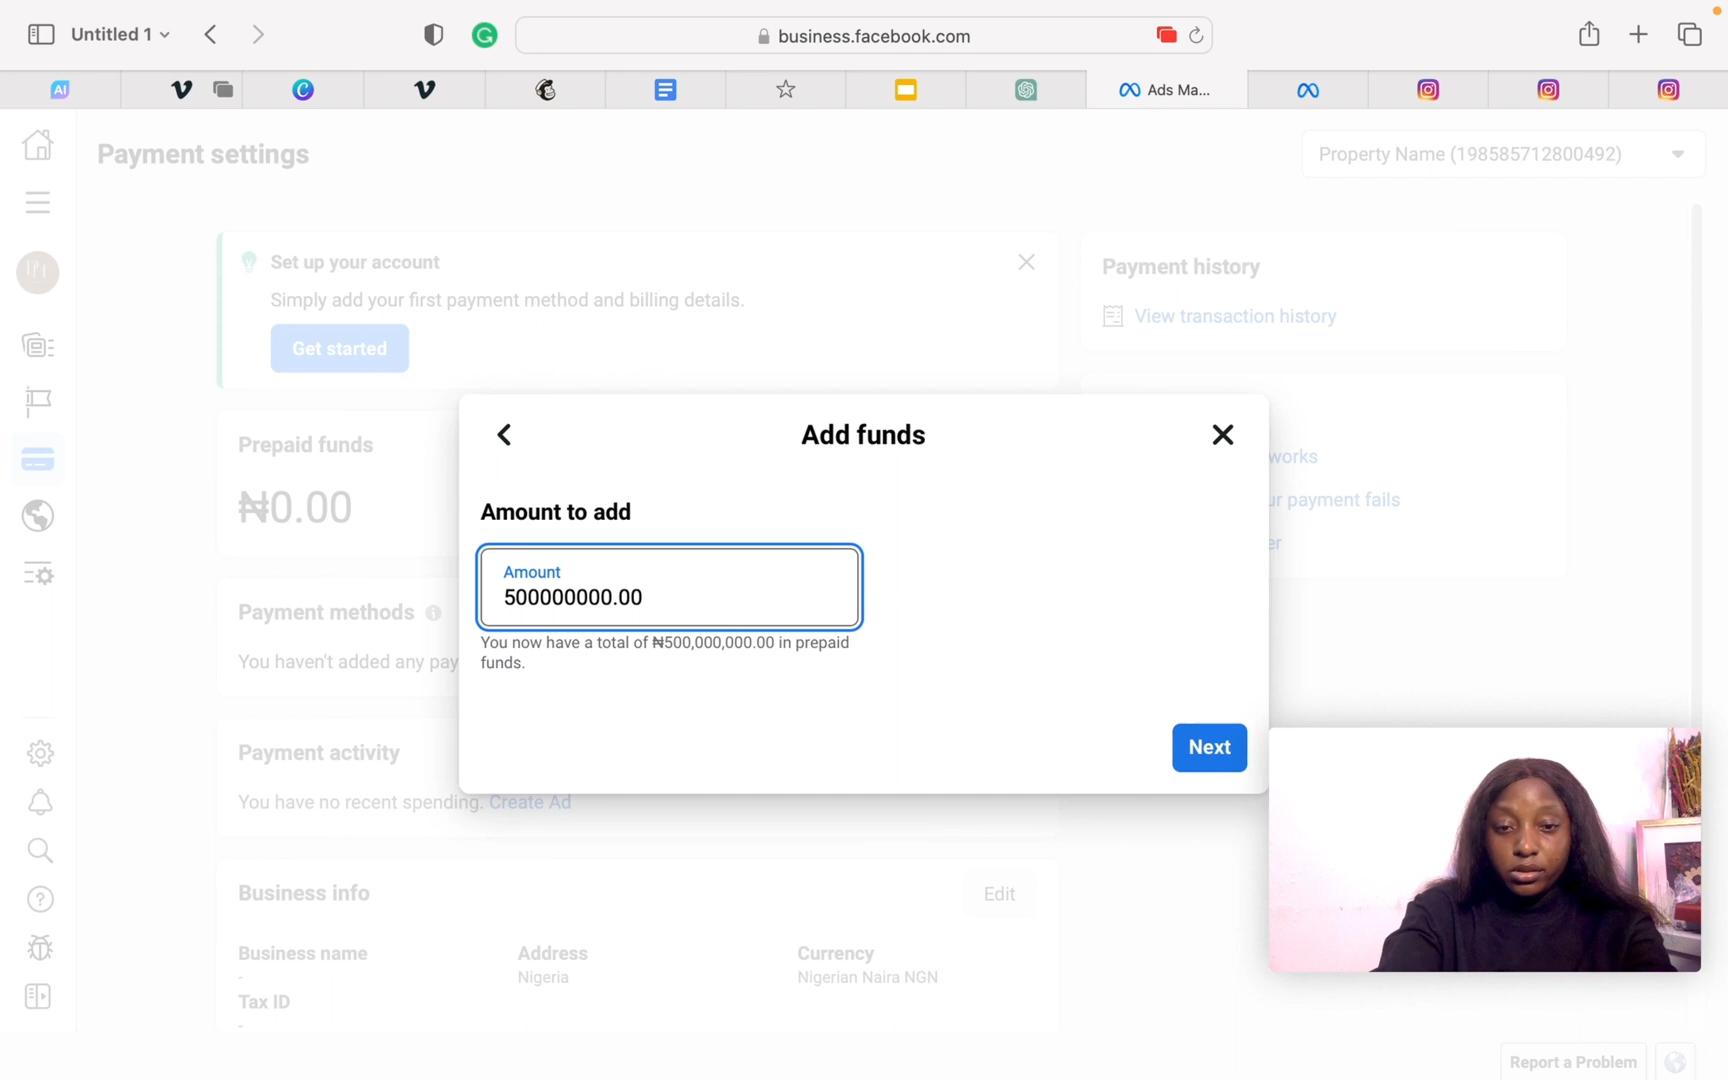 Untitled 1
business.facebook.com
AI
Ads Ma...
Payment settings
Property Name (198585712800492)
Set up your account
Simply add your first payment method and billing details.
Get started
Payment history
View transaction history
Prepaid funds
₦0.00
works
ur payment fails
er
Add funds
Amount to add
Amount
500000000.00
You now have a total of ₦500,000,000.00 in prepaid
funds.
Next
Payment methods
You haven't added any pay
Payment activity
You have no recent spending. Create Ad
Business info
Edit
Business name
Address
Currency
-
Nigeria
Nigerian Naira NGN
Tax ID
-
Report a Problem